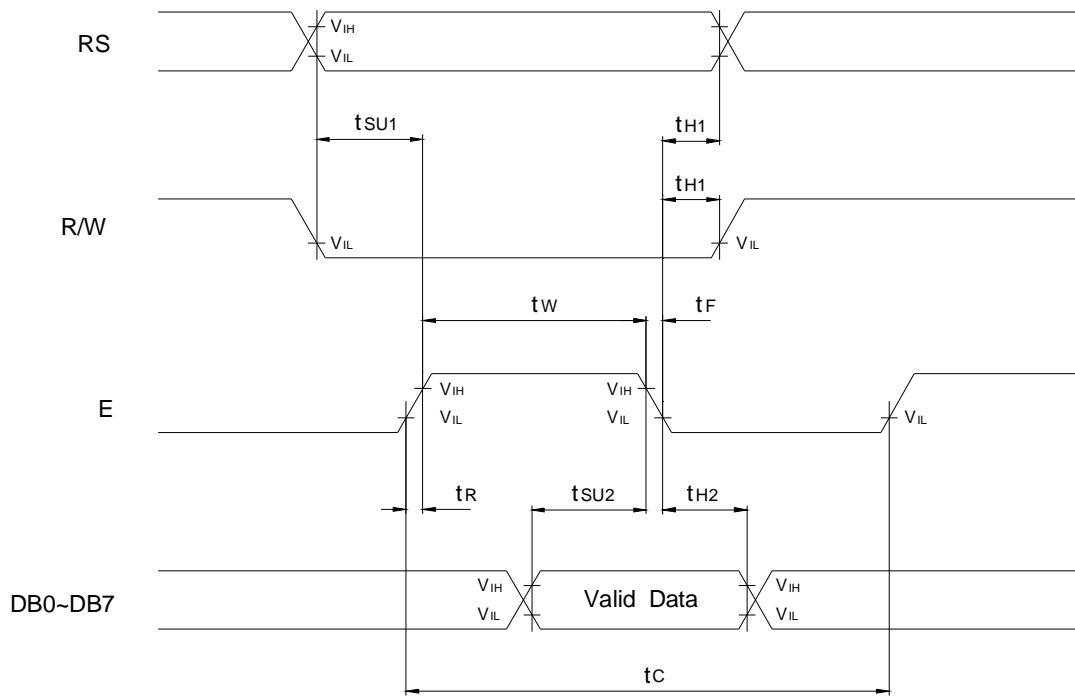 RS
VIH
VIL
tSU1
tH1
tH1
R/W
VIL
VIL
tW
tF
E
VIH
VIH
VIL
VIL
VIL
tR
tSU2
tH2
DB0~DB7
VIH
VIL
Valid Data
VIH
VIL
tC